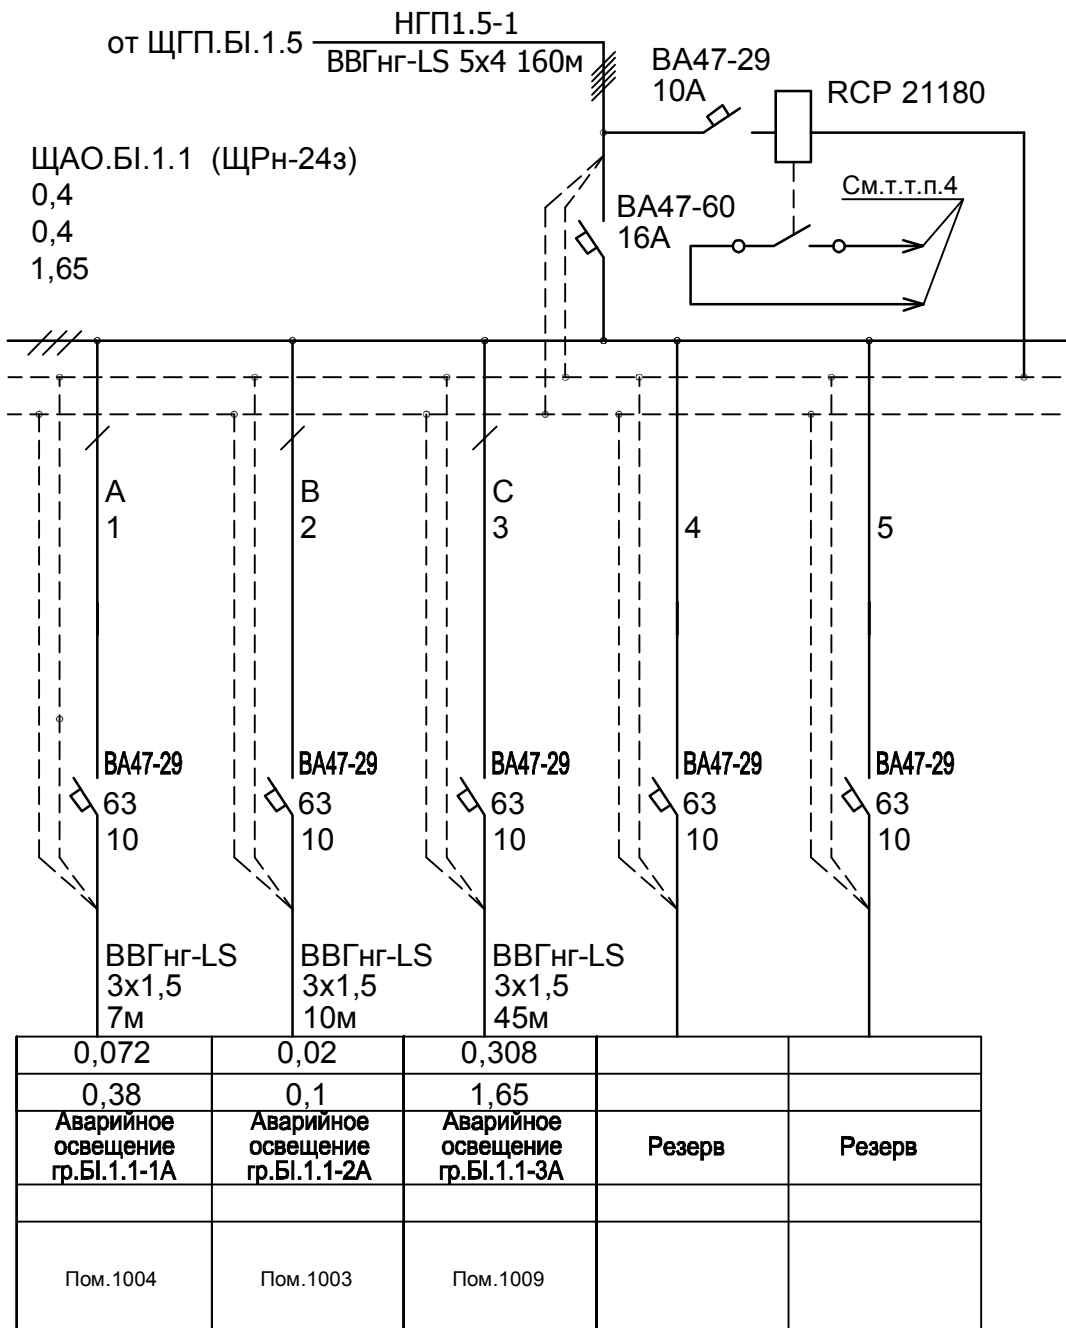 НГП1.5-1
от ЩГП.БІ.1.5
ВВГнг-LS 5х4 160м
ВА47-29
10А
RCP 21180
ЩАО.БІ.1.1 (ЩРн-24з)
0,4
0,4
1,65
См.т.т.п.4
ВА47-60
16А
А
1
В
2
С
3
4
5
ВА47-29
63
10
ВА47-29
63
10
ВА47-29
63
10
ВА47-29
63
10
ВА47-29
63
10
ВВГнг-LS
3х1,5
7м
ВВГнг-LS
3х1,5
10м
ВВГнг-LS
3х1,5
45м
0,072
0,02
0,308
0,38
0,1
1,65
Аварийное
освещение
гр.БІ.1.1-1А
Аварийное
освещение
гр.БІ.1.1-2А
Аварийное
освещение
гр.БІ.1.1-3А
Резерв
Резерв
Пом.1004
Пом.1003
Пом.1009